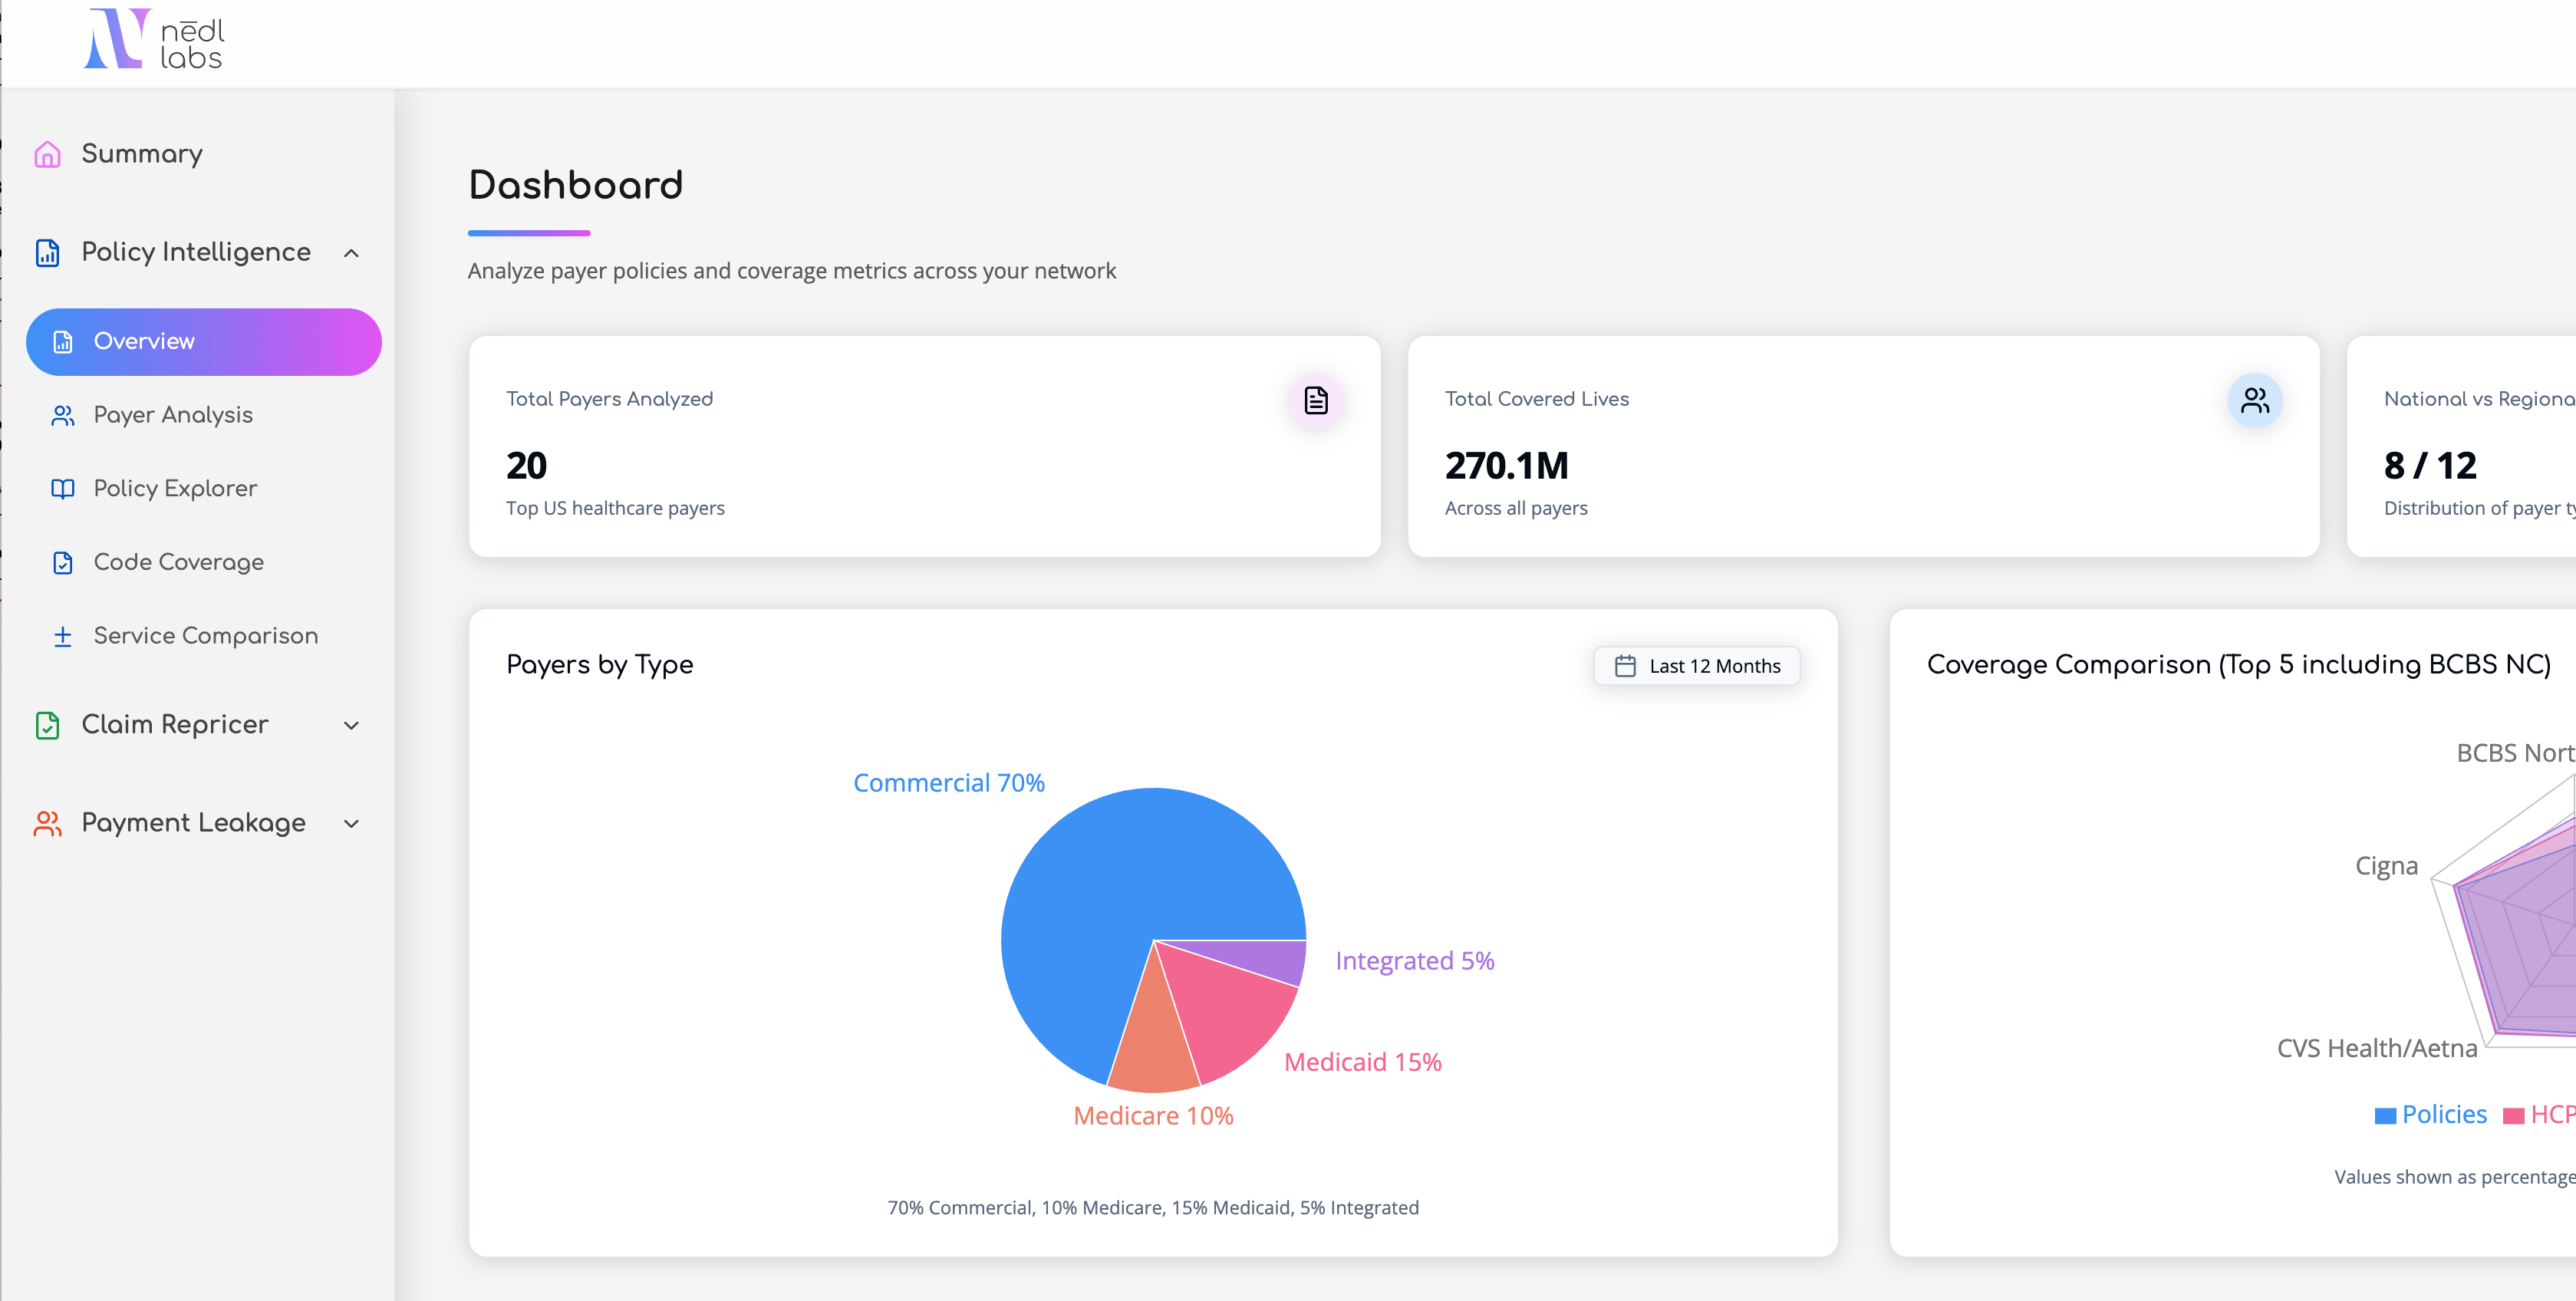 nēdl
labs
Summary
Policy Intelligence
Overview
Payer Analysis
Policy Explorer
Code Coverage
Service Comparison
Claim Repricer
Payment Leakage
Dashboard
Analyze payer policies and coverage metrics across your network
Total Payers Analyzed
20
Top US healthcare payers
Total Covered Lives
270.1M
Across all payers
National vs Regiona
8 / 12
Distribution of payer ty
Payers by Type
Last 12 Months
Commercial 70%
Integrated 5%
Medicaid 15%
Medicare 10%
70% Commercial, 10% Medicare, 15% Medicaid, 5% Integrated
Coverage Comparison (Top 5 including BCBS NC)
BCBS Nort
Cigna
CVS Health/Aetna
Policies HCP
Values shown as percentage